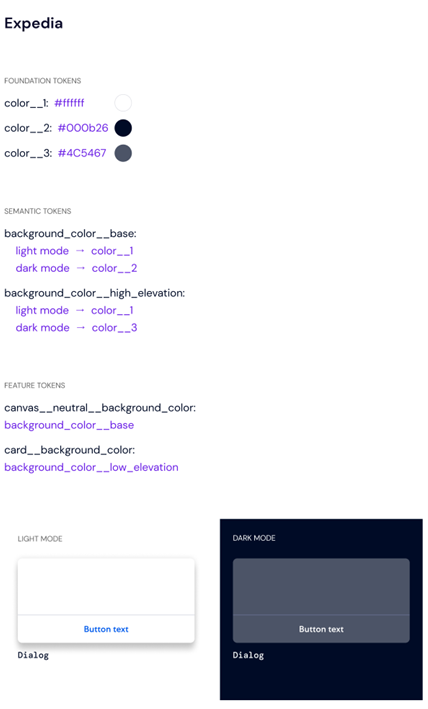 Expedia
FOUNDATION TOKENS
color__1: #ffffff
color__2: #000b26
color__3: #4C5467
SEMANTIC TOKENS
background_color__base:
light mode → color__1
dark mode → color__2
background_color__high_elevation:
light mode → color__1
dark mode → color__3
FEATURE TOKENS
canvas__neutral__background_color:
background_color__base
card__background_color:
background_color__low_elevation
LIGHT MODE
Button text
Dialog
DARK MODE
Button text
Dialog